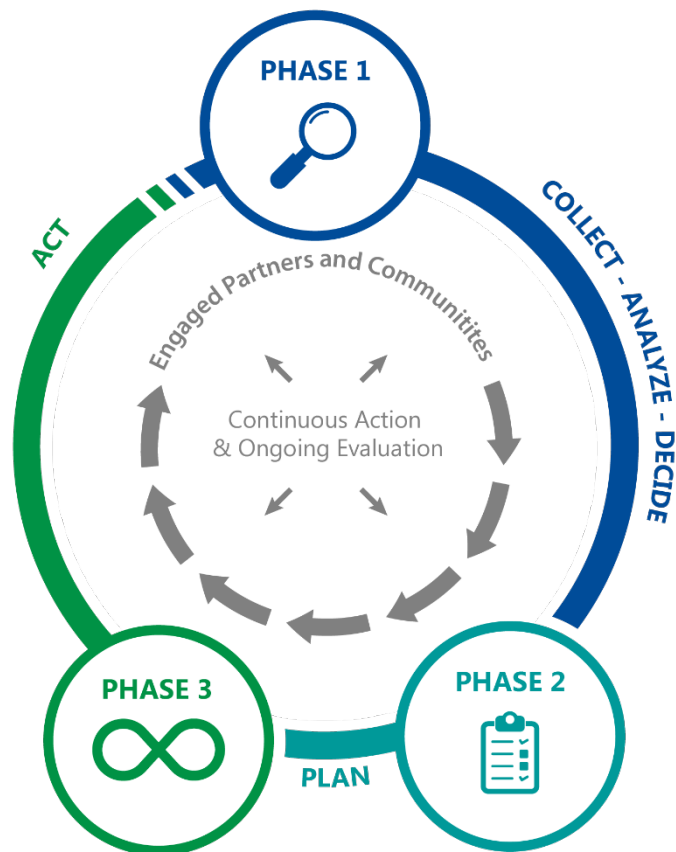 PHASE 1
COLLECT - ANALYZE - DECIDE
ACT
Engaged Partners and Communitites
Continuous Action
& Ongoing Evaluation
PHASE 3
PHASE 2
PLAN